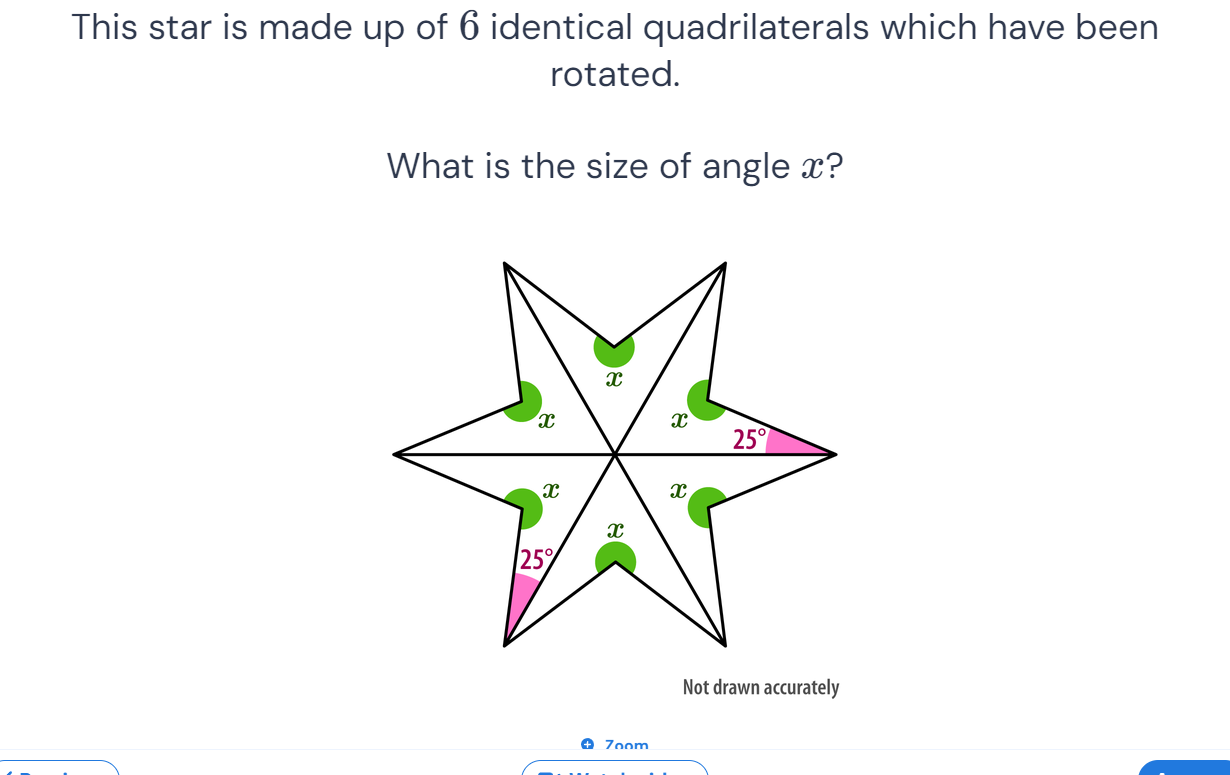 This star is made up of 6 identical quadrilaterals which have been
rotated.
What is the size of angle x?
x
x
x
25°
x
x
x
25°
Not drawn accurately
Zoom